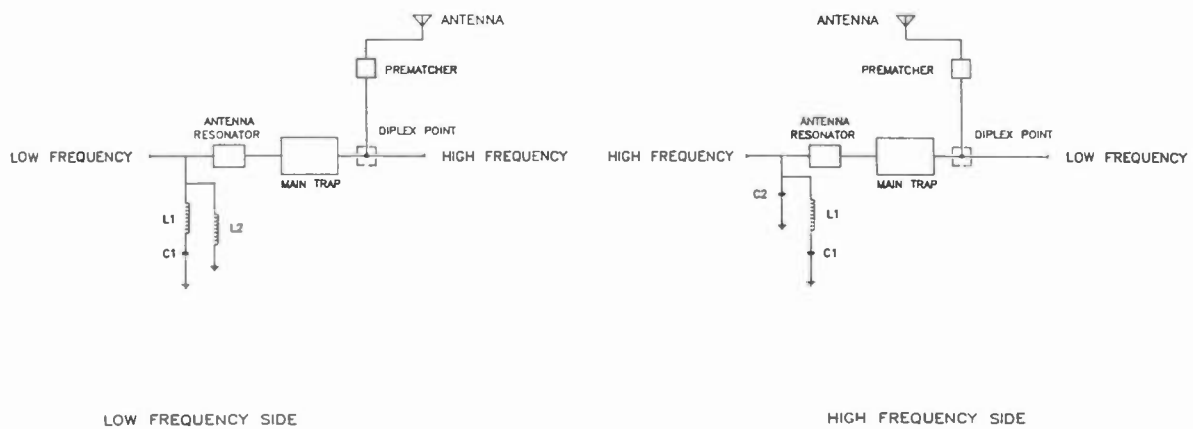 ANTENNA
PREMATCHER
ANTENNA
RESONATOR
DIPLEX POINT
LOW FREQUENCY
HIGH FREQUENCY
MAIN TRAP
L1
L2
C1
LOW FREQUENCY SIDE
ANTENNA
PREMATCHER
ANTENNA
RESONATOR
DIPLEX POINT
HIGH FREQUENCY
LOW FREQUENCY
MAIN TRAP
C2
L1
C1
HIGH FREQUENCY SIDE